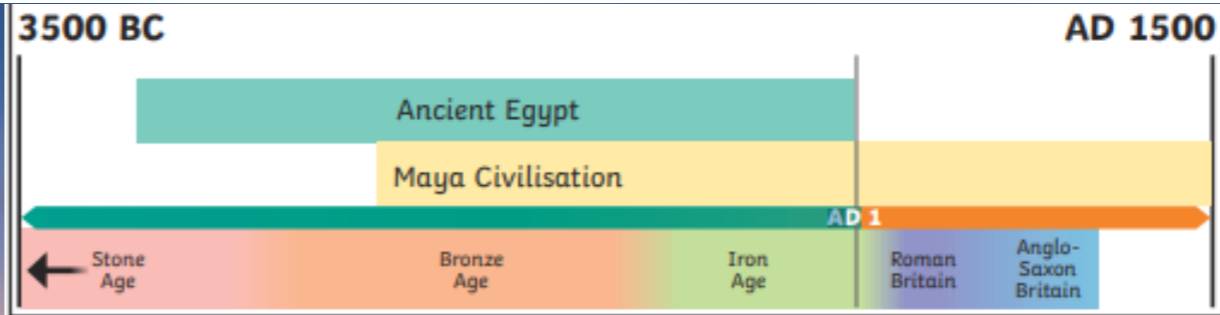 3500 BC
AD 1500
Ancient Egypt
Maya Civilisation
AD 1
Stone
Age
Bronze
Age
Iron
Age
Roman
Britain
Anglo-
Saxon
Britain